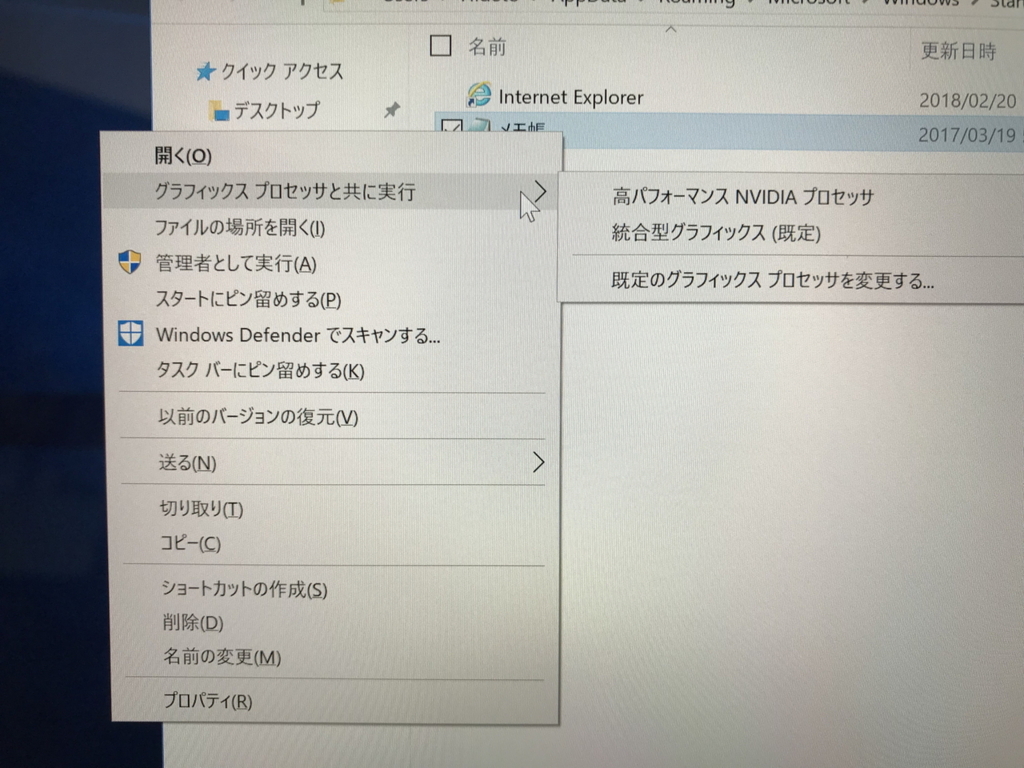 AppData > Roaming > Microsoft > Windows >
名前
更新日時
クイック アクセス
デスクトップ
Internet Explorer
2018/02/20
メモ帳
2017/03/19
開く(O)
グラフィックス プロセッサと共に実行
ファイルの場所を開く(I)
管理者として実行(A)
スタートにピン留めする(P)
Windows Defender でスキャンする...
タスク バーにピン留めする(K)
以前のバージョンの復元(V)
送る(N)
切り取り(T)
コピー(C)
ショートカットの作成(S)
削除(D)
名前の変更(M)
プロパティ(R)
高パフォーマンス NVIDIA プロセッサ
統合型グラフィックス (既定)
既定のグラフィックス プロセッサを変更する...